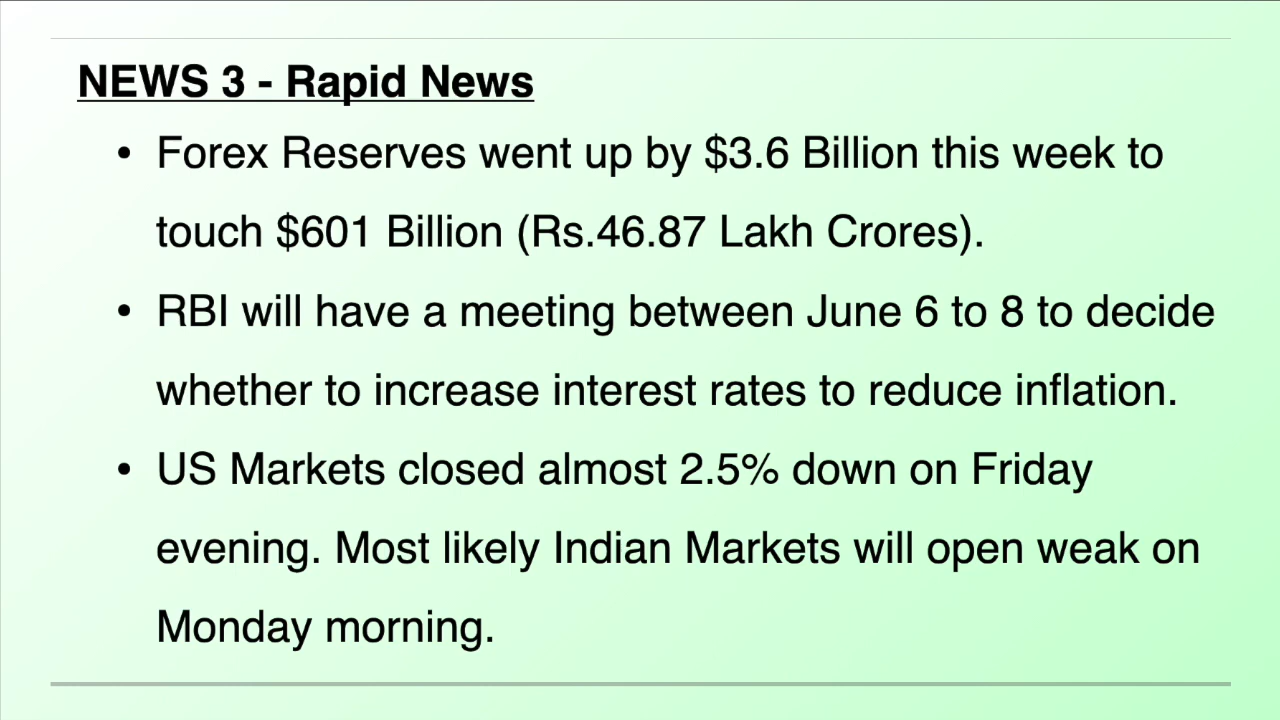 NEWS 3 - Rapid News
• Forex Reserves went up by $3.6 Billion this week to
touch $601 Billion (Rs.46.87 Lakh Crores).
• RBI will have a meeting between June 6 to 8 to decide
whether to increase interest rates to reduce inflation.
• US Markets closed almost 2.5% down on Friday
evening. Most likely Indian Markets will open weak on
Monday morning.